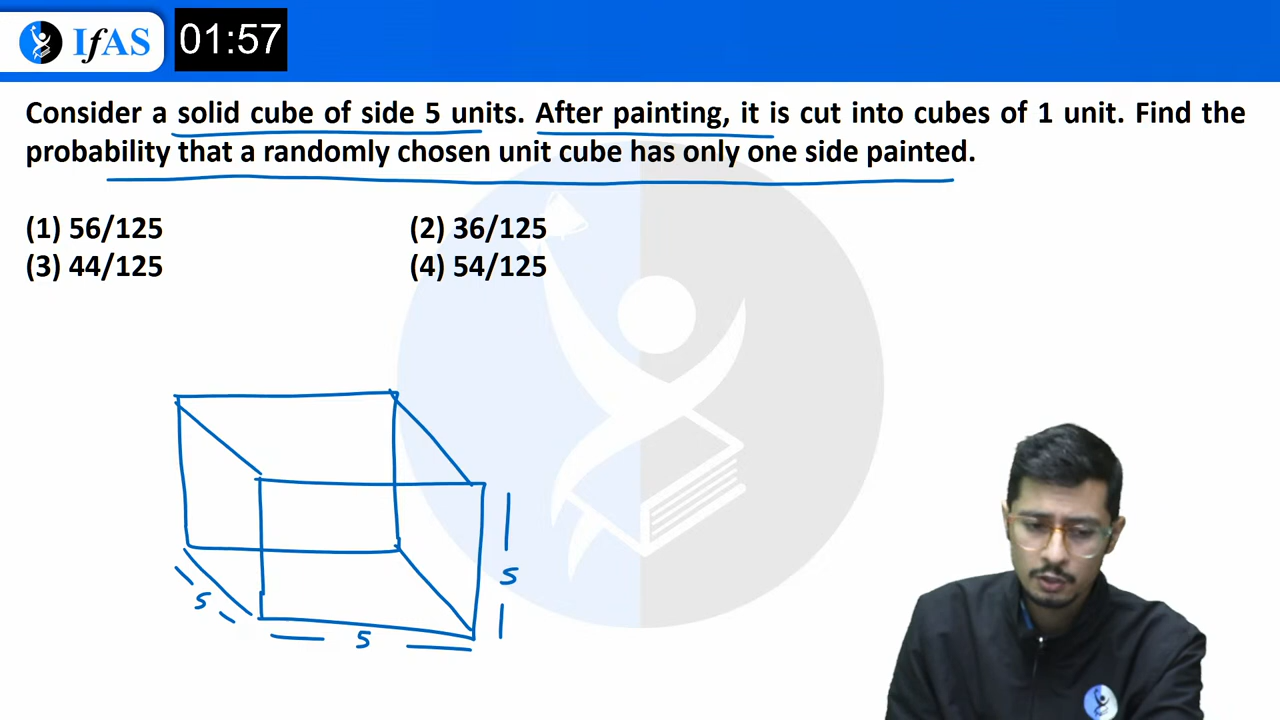 IfAS
01:57
Consider a solid cube of side 5 units. After painting, it is cut into cubes of 1 unit. Find the
probability that a randomly chosen unit cube has only one side painted.
(1) 56/125 (2) 36/125
(3) 44/125 (4) 54/125
5
5
5